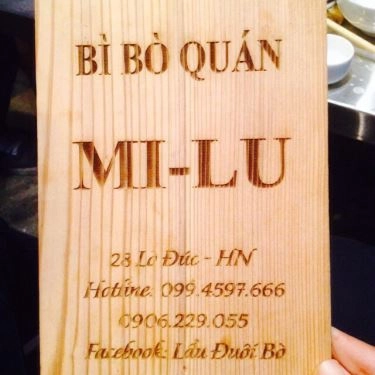 BÌ BÒ QUÁN
MI-LU
28 Lò Đúc - HN
Hotline: 099.4597.666
0906.229.055
Facebook: Lẩu Đuôi Bò